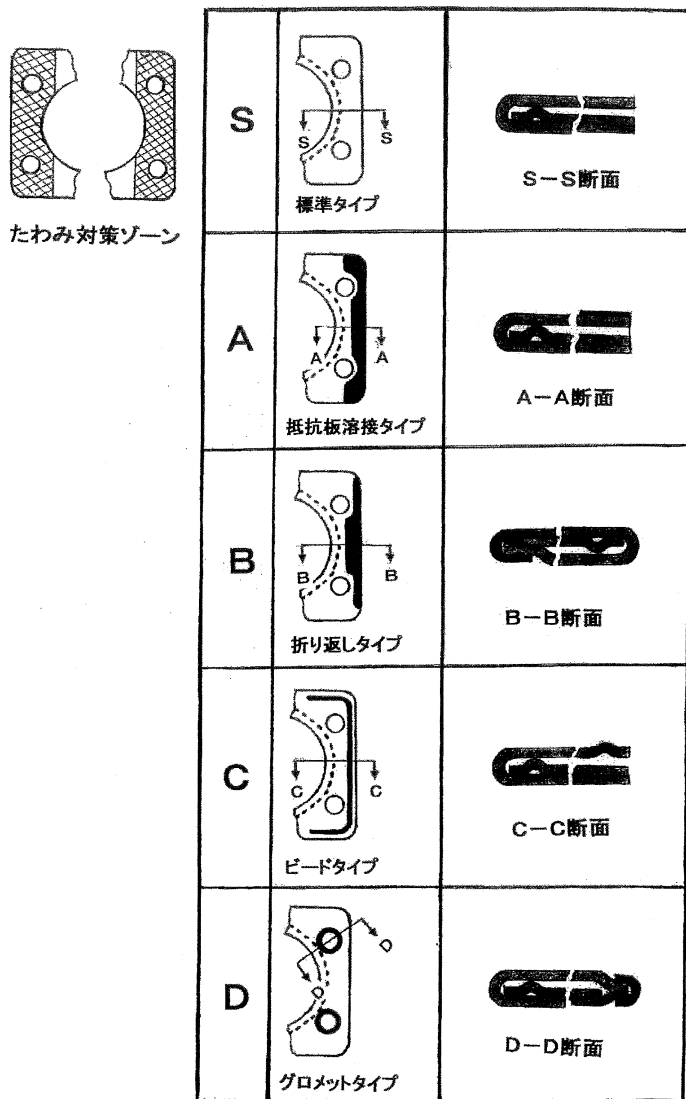 たわみ対策ゾーン
S
S
S
標準タイプ
S－S断面
A
A
A
抵抗板溶接タイプ
A－A断面
B
B
B
折り返しタイプ
B－B断面
C
C
C
ビードタイプ
C－C断面
D
D
D
グロメットタイプ
D－D断面